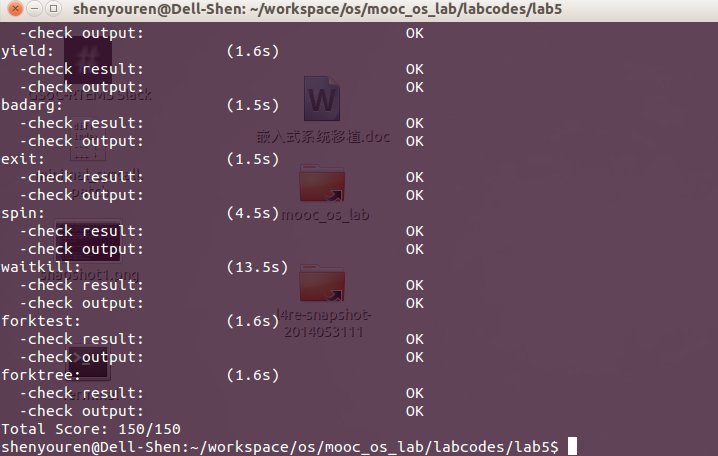 shenyouren@Dell-Shen: ~/workspace/os/mooc_os_lab/labcodes/lab5
-check output: OK
yield: (1.6s)
-check result: OK
-check output: OK
badarg: (1.5s)
-check result: OK
-check output: OK
exit: (1.5s)
-check result: OK
-check output: OK
spin: (4.5s)
-check result: OK
-check output: OK
waitkill: (13.5s)
-check result: OK
-check output: OK
forktest: (1.6s)
-check result: OK
-check output: OK
forktree: (1.6s)
-check result: OK
-check output: OK
Total Score: 150/150
shenyouren@Dell-Shen:~/workspace/os/mooc_os_lab/labcodes/lab5$
W
嵌入式系统移植.doc
mooc_os_lab
snapshot1.png
l4re-snapshot-
2014053111